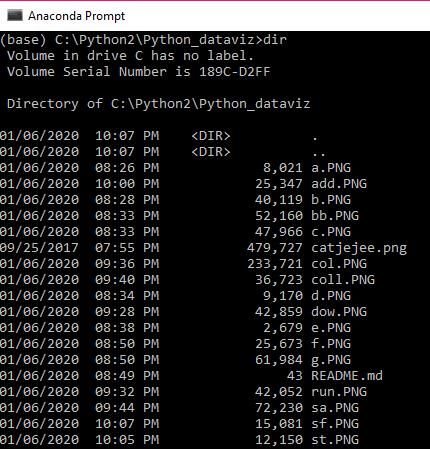 Anaconda Prompt
(base) C:\Python2\Python_dataviz>dir
Volume in drive C has no label.
Volume Serial Number is 189C-D2FF
Directory of C:\Python2\Python_dataviz
01/06/2020 10:07 PM <DIR> .
01/06/2020 10:07 PM <DIR> ..
01/06/2020 08:26 PM 8,021 a.PNG
01/06/2020 10:00 PM 25,347 add.PNG
01/06/2020 08:28 PM 40,119 b.PNG
01/06/2020 08:33 PM 52,160 bb.PNG
01/06/2020 08:33 PM 47,966 c.PNG
09/25/2017 07:55 PM 479,727 catjejee.png
01/06/2020 09:36 PM 233,721 col.PNG
01/06/2020 09:40 PM 36,723 coll.PNG
01/06/2020 08:34 PM 9,170 d.PNG
01/06/2020 09:28 PM 42,859 dow.PNG
01/06/2020 08:38 PM 2,679 e.PNG
01/06/2020 08:50 PM 25,673 f.PNG
01/06/2020 08:50 PM 61,984 g.PNG
01/06/2020 08:49 PM 43 README.md
01/06/2020 09:32 PM 42,052 run.PNG
01/06/2020 09:44 PM 72,230 sa.PNG
01/06/2020 10:07 PM 15,081 sf.PNG
01/06/2020 10:05 PM 12,150 st.PNG